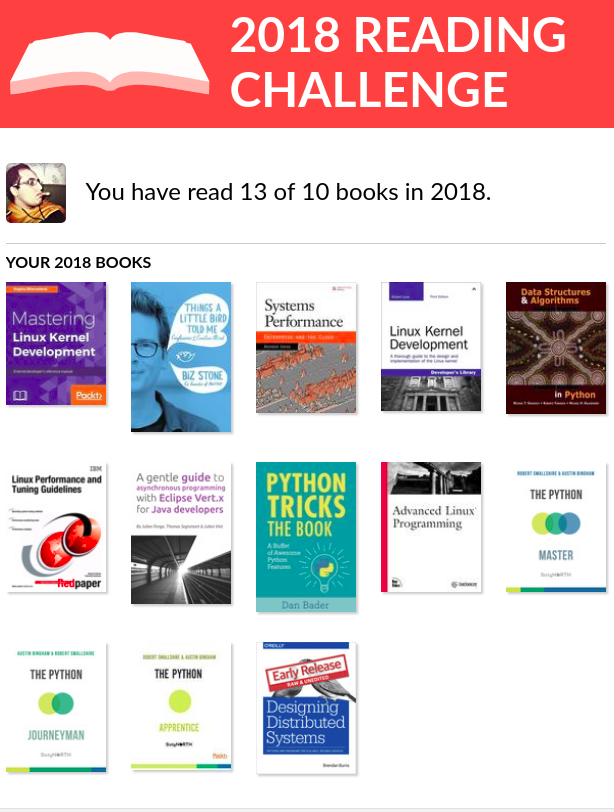 2018 READING
CHALLENGE
You have read 13 of 10 books in 2018.
YOUR 2018 BOOKS
Mastering
Linux Kernel
Development
Packt
THINGS A
LITTLE BIRD
TOLD ME
BIZ STONE
Systems
Performance
ENTERPRISE AND THE CLOUD
Linux Kernel
Development
Developer's Library
Data Structures
& Algorithms
in Python
IBM
Linux Performance and
Tuning Guidelines
Redpaper
A gentle guide to
asynchronous programming
with Eclipse Vert.x
for Java developers
PYTHON
TRICKS
THE BOOK
A Buffet
of Awesome
Python
Features
Dan Bader
Advanced Linux
Programming
ROBERT SMALLSHIRE & AUSTIN BINGHAM
THE PYTHON
MASTER
SixtyNORTH
AUSTIN BINGHAM & ROBERT SMALLSHIRE
THE PYTHON
JOURNEYMAN
SixtyNORTH
ROBERT SMALLSHIRE & AUSTIN BINGHAM
THE PYTHON
APPRENTICE
SixtyNORTH
Packt
O'REILLY
Early Release
RAW & UNEDITED
Designing
Distributed
Systems
Brendan Burns